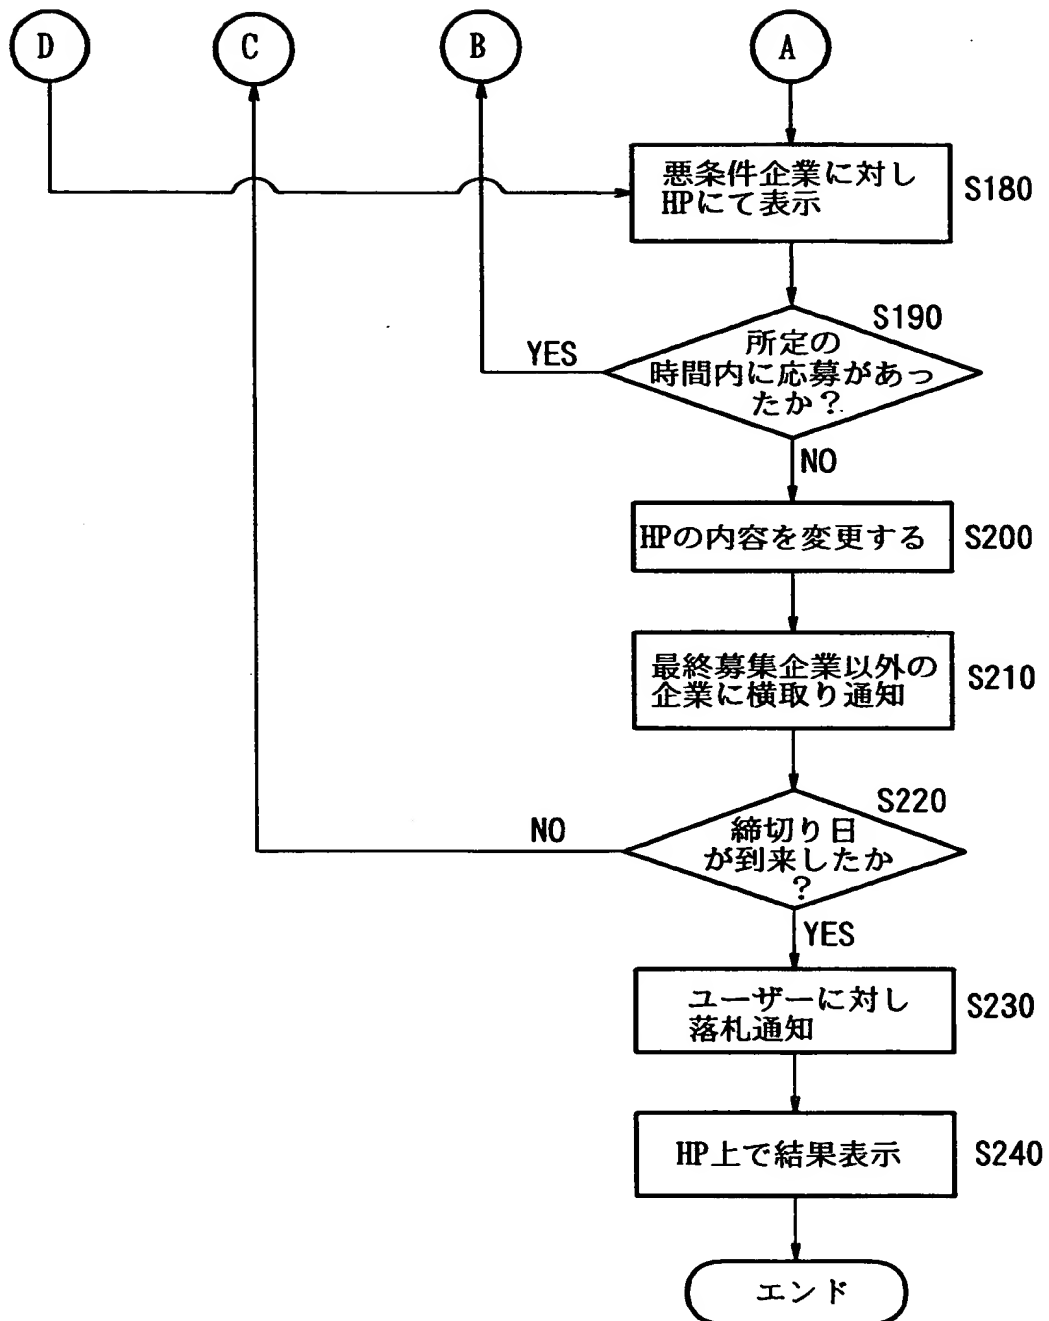 D
C
B
A
悪条件企業に対し
HPにて表示
S180
S190
所定の
時間内に応募があっ
たか？
YES
NO
HPの内容を変更する
S200
最終募集企業以外の
企業に横取り通知
S210
S220
締切り日
が到来したか
？
NO
YES
ユーザーに対し
落札通知
S230
HP上で結果表示
S240
エンド